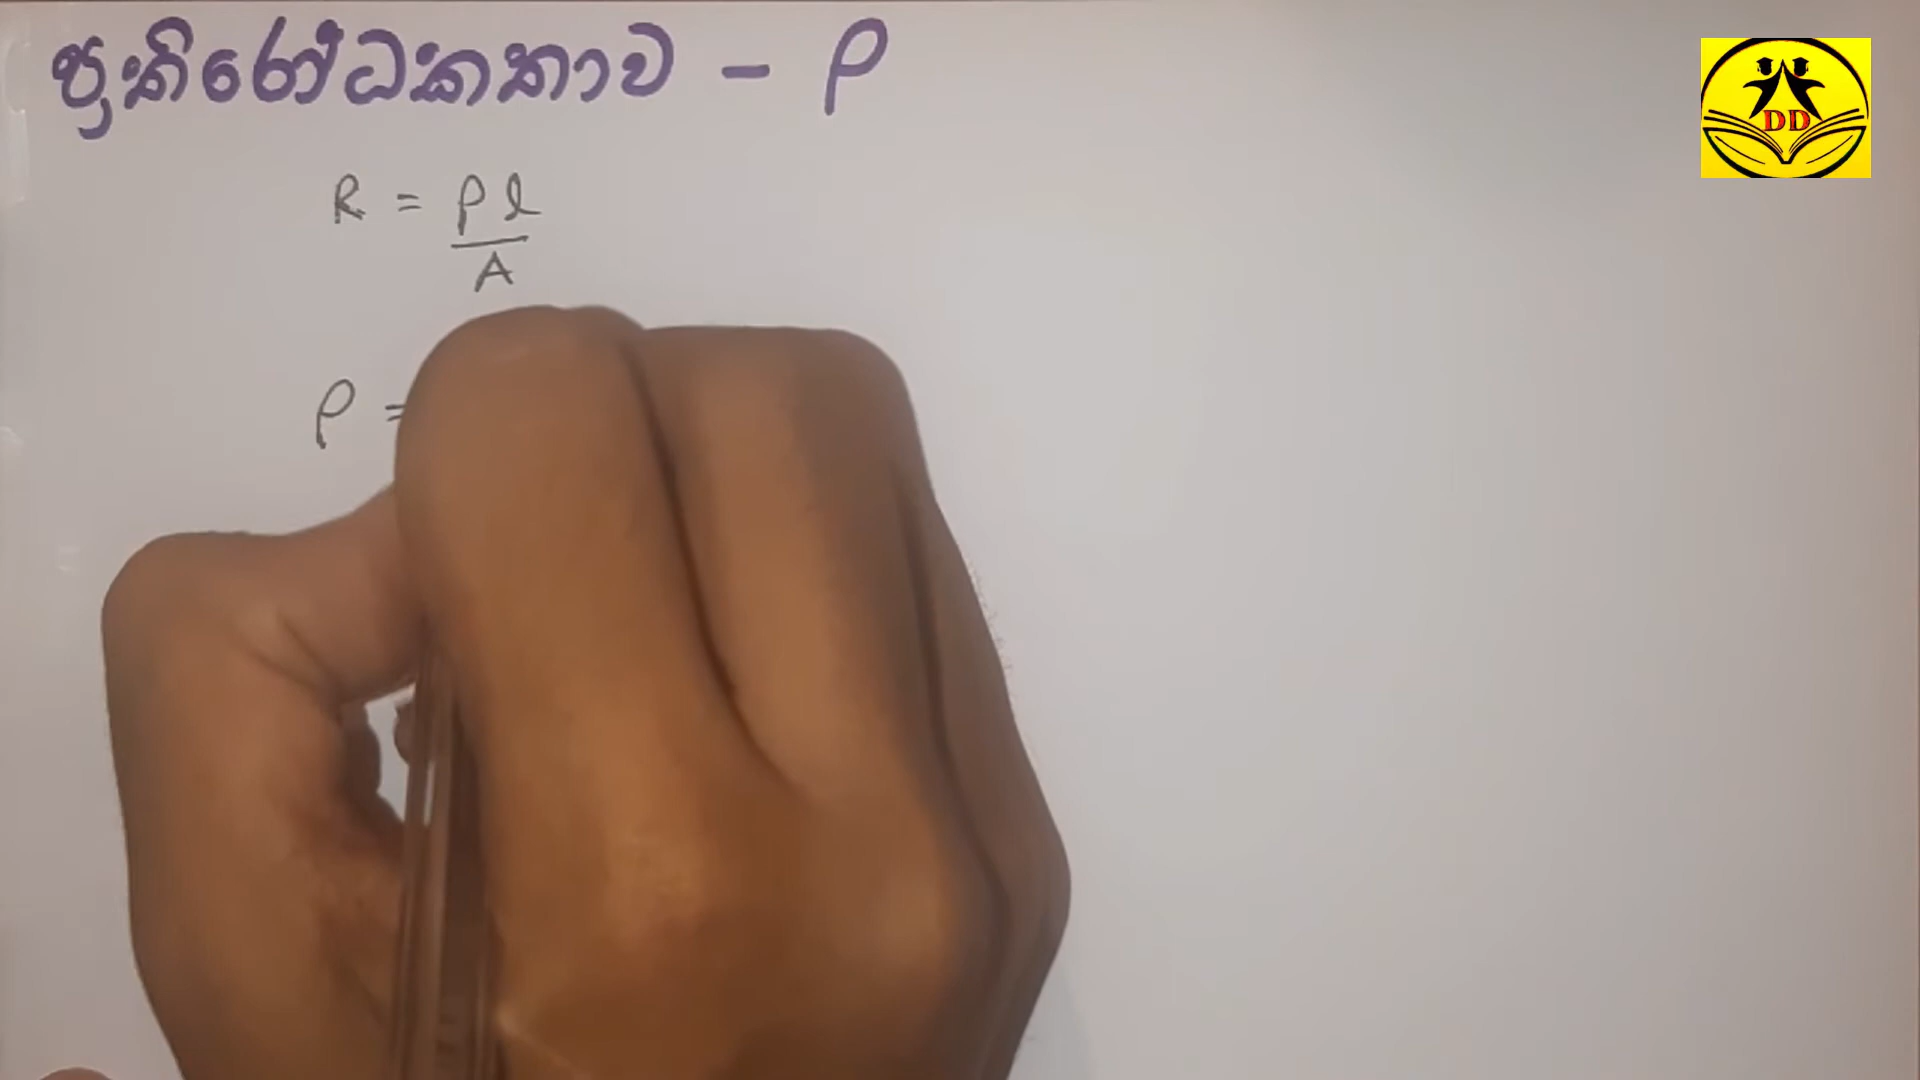 ප්‍රතිරෝධකතාව - ρ
R = ρl
A
ρ =
DD